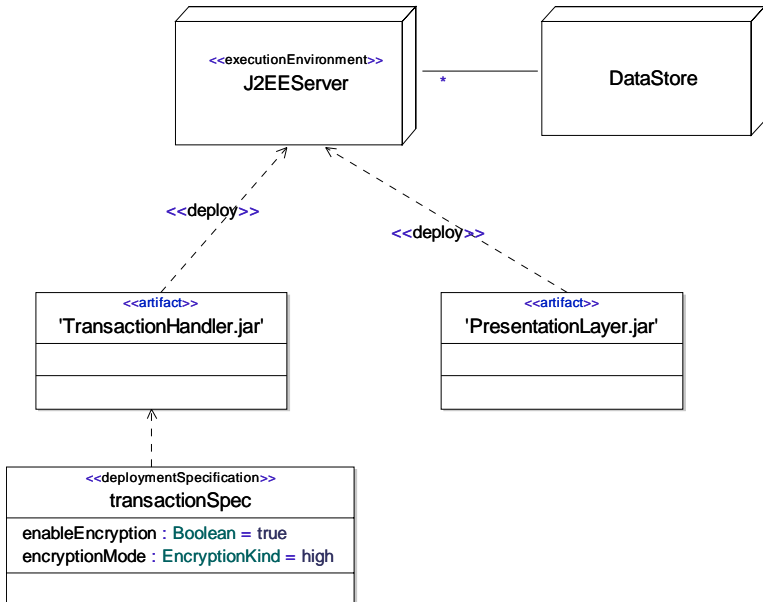 <<executionEnvironment>>
J2EEServer
*
DataStore
<<deploy>>
<<deploy>>
<<artifact>>
'TransactionHandler.jar'
<<artifact>>
'PresentationLayer.jar'
<<deploymentSpecification>>
transactionSpec
enableEncryption : Boolean = true
encryptionMode : EncryptionKind = high